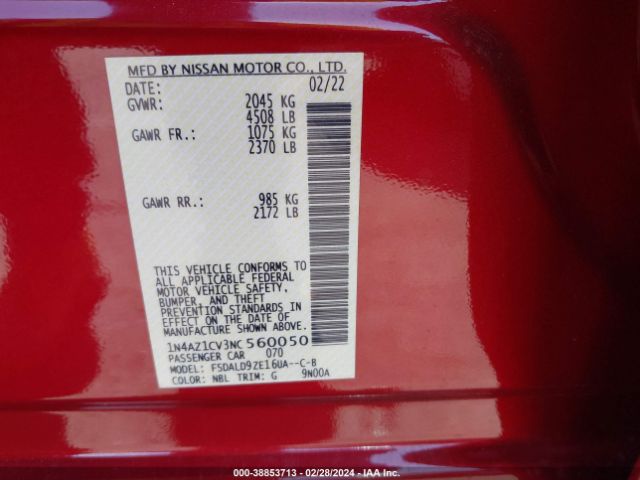 MFD BY NISSAN MOTOR CO., LTD.
DATE: 02/22
GVWR: 2045 KG
4508 LB
GAWR FR.: 1075 KG
2370 LB
GAWR RR.: 985 KG
2172 LB
THIS VEHICLE CONFORMS TO
ALL APPLICABLE FEDERAL
MOTOR VEHICLE SAFETY,
BUMPER, AND THEFT
PREVENTION STANDARDS IN
EFFECT ON THE DATE OF
MANUFACTURE SHOWN ABOVE.
1N4AZ1CV3NC560050
PASSENGER CAR 070
MODEL: FSDALD9ZE16UA--C-B
COLOR: NBL TRIM: G 9N00A
000-38853713 - 02/28/2024 - IAA Inc.